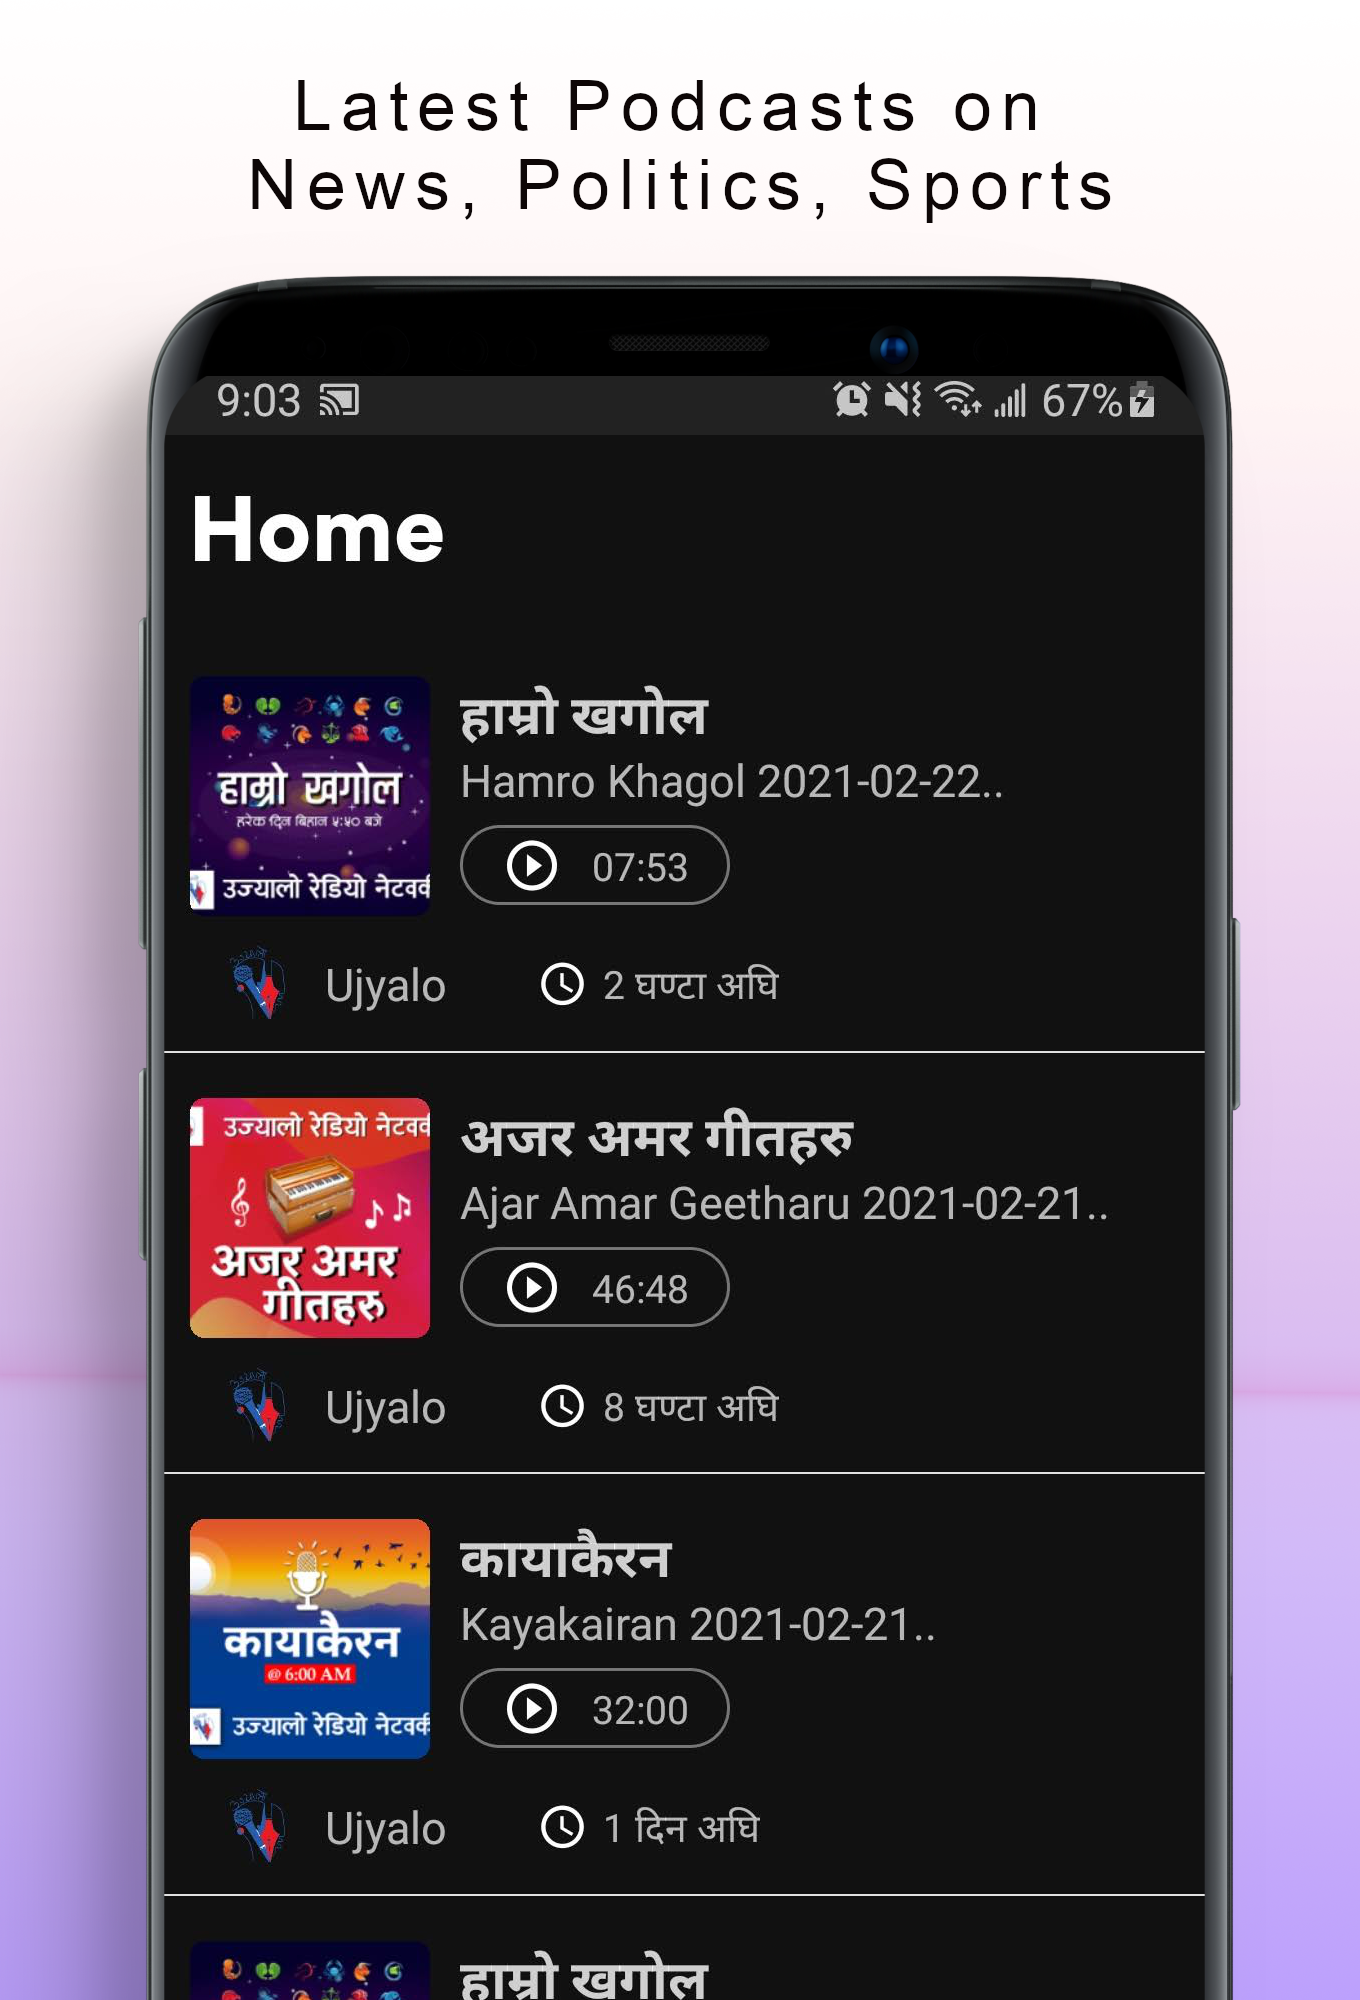 Latest Podcasts on
News, Politics, Sports
9:03
67%
Home
हाम्रो खगोल
हरेक दिन बिहान ५:४० बजे
उज्यालो रेडियो नेटवर्क
हाम्रो खगोल
Hamro Khagol 2021-02-22..
07:53
Ujyalo
2 घण्टा अघि
उज्यालो रेडियो नेटवर्क
अजर अमर
गीतहरु
अजर अमर गीतहरु
Ajar Amar Geetharu 2021-02-21..
46:48
Ujyalo
8 घण्टा अघि
कायाकैरन
@ 6:00 AM
उज्यालो रेडियो नेटवर्क
कायाकैरन
Kayakairan 2021-02-21..
32:00
Ujyalo
1 दिन अघि
हाम्रो खगोल